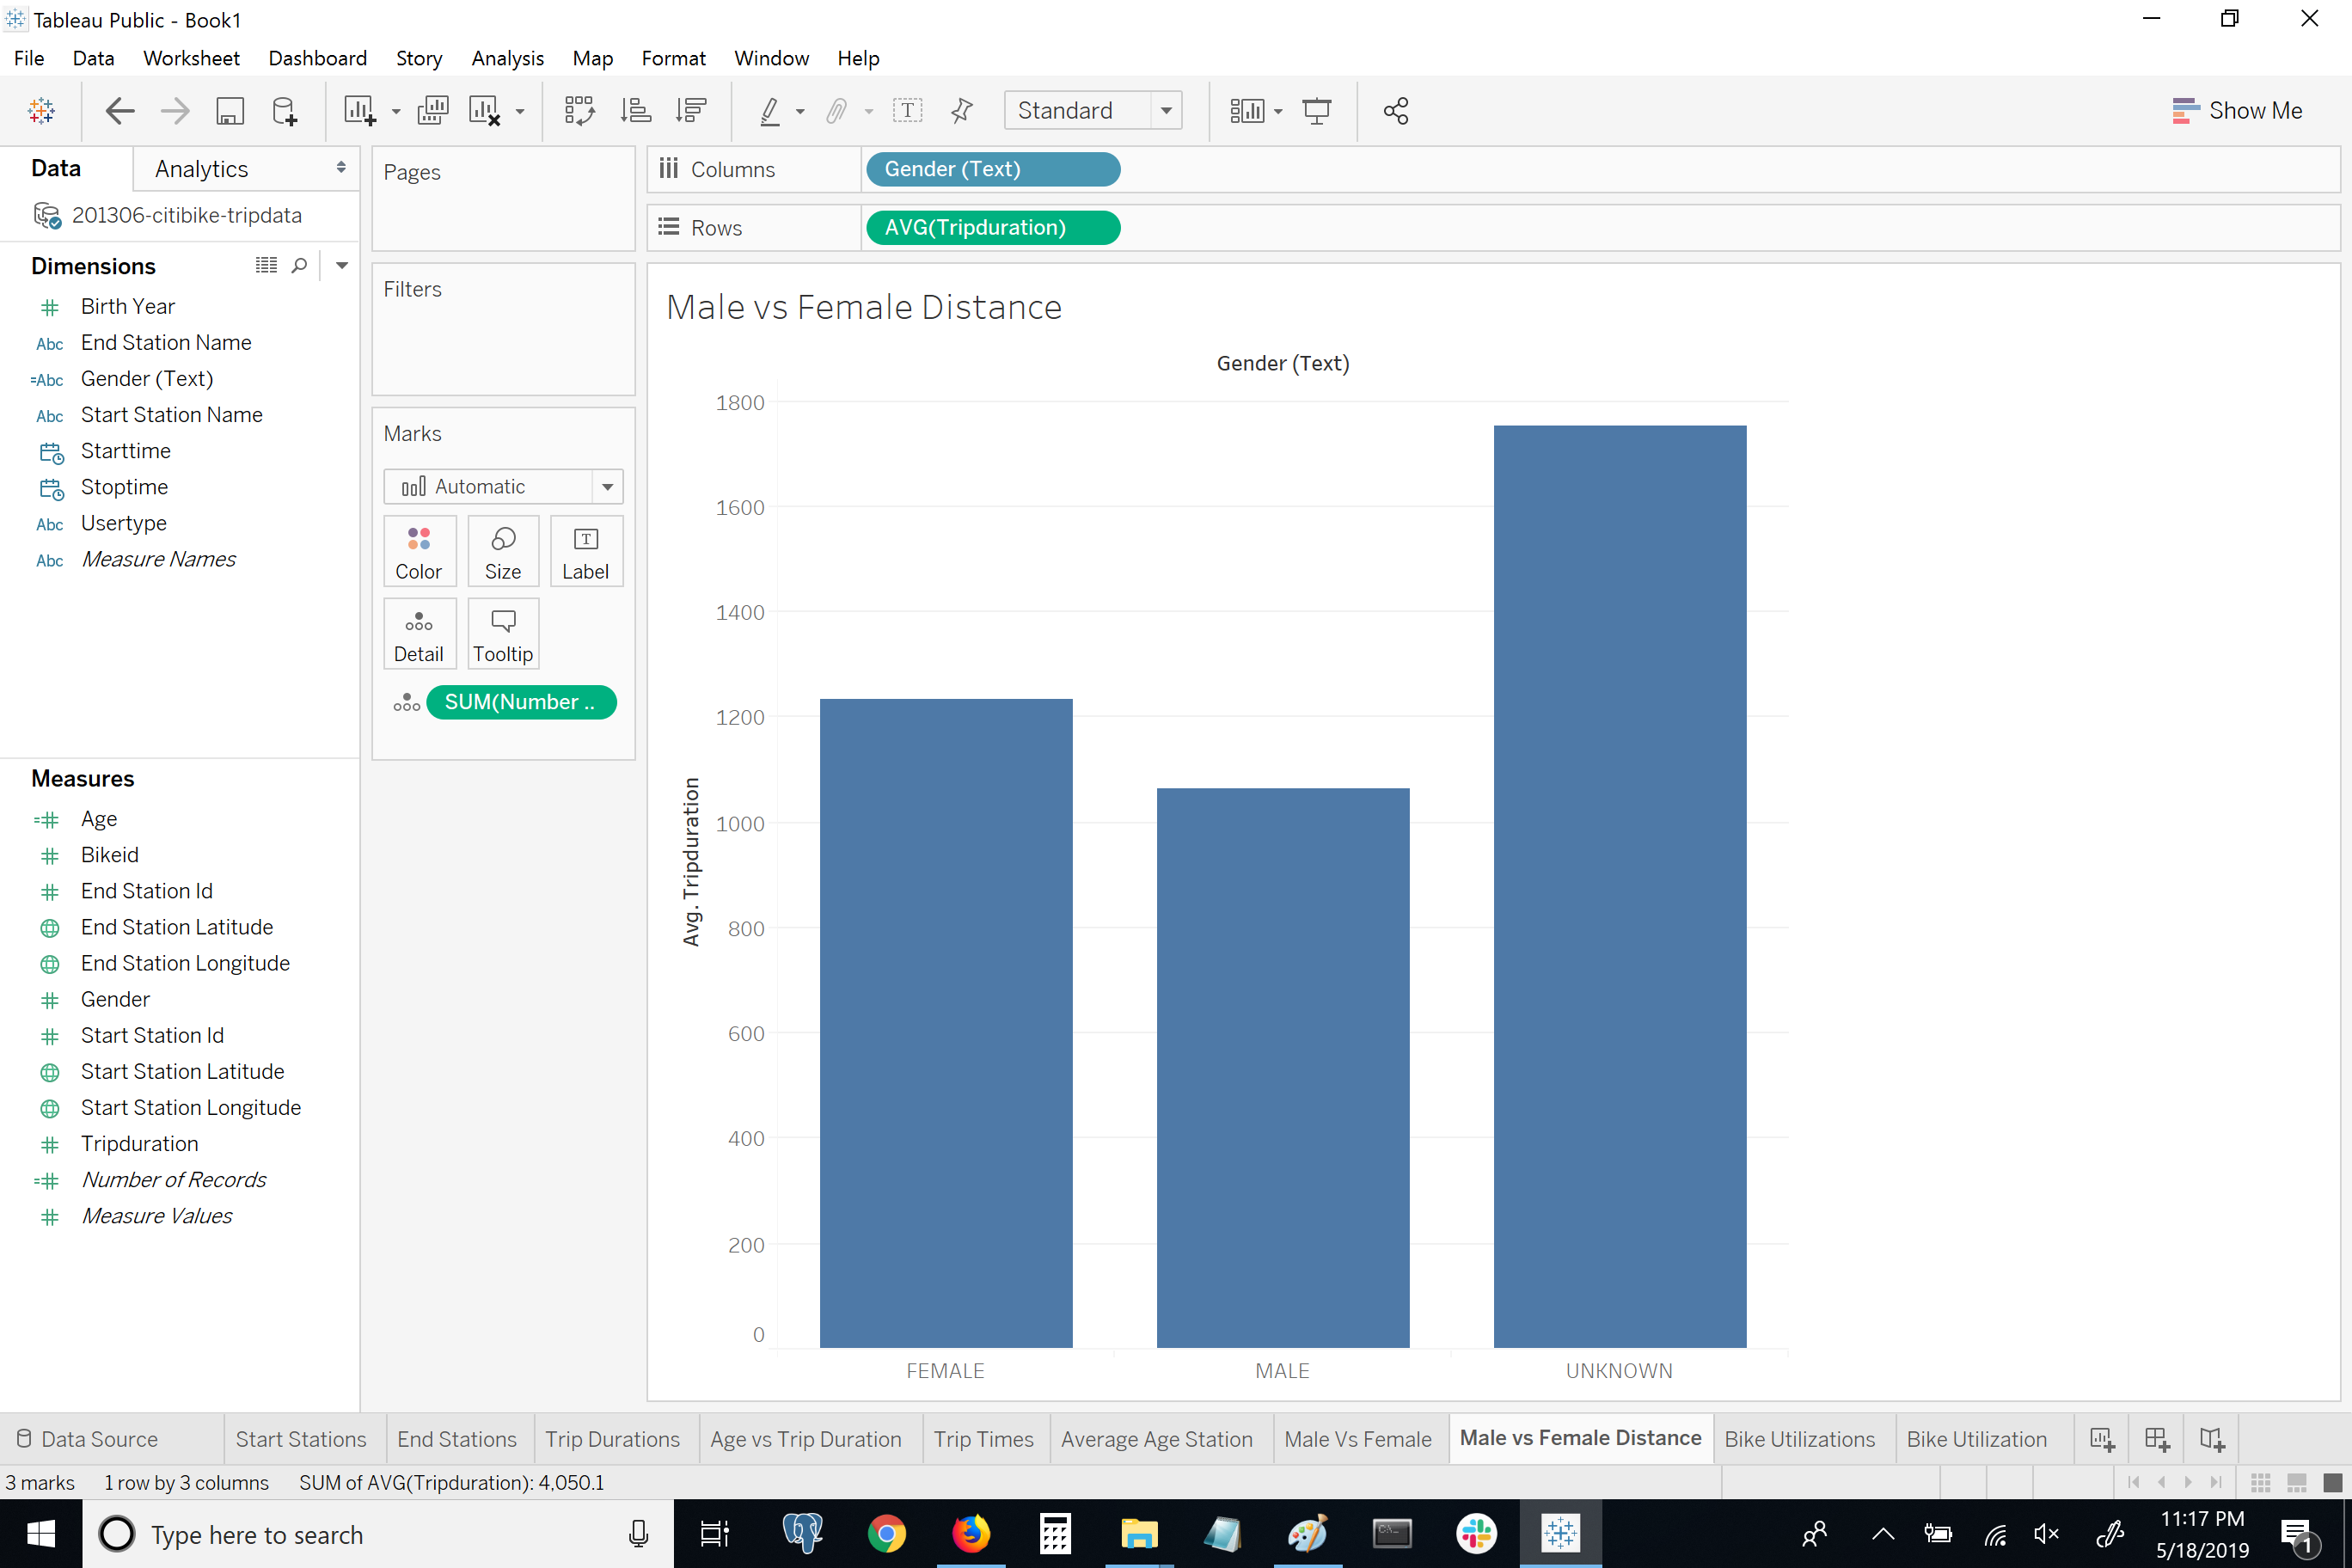 Tableau Public - Book1
File Data Worksheet Dashboard Story Analysis Map Format Window Help
Standard
Show Me
Data Analytics
201306-citibike-tripdata
Dimensions
# Birth Year
Abc End Station Name
=Abc Gender (Text)
Abc Start Station Name
Starttime
Stoptime
Abc Usertype
Abc Measure Names
Measures
=# Age
# Bikeid
# End Station Id
End Station Latitude
End Station Longitude
# Gender
# Start Station Id
Start Station Latitude
Start Station Longitude
# Tripduration
=# Number of Records
# Measure Values
Pages
Filters
Marks
Automatic
Color Size T Label
Detail Tooltip
SUM(Number ..
Columns Gender (Text)
Rows AVG(Tripduration)
Male vs Female Distance
Gender (Text)
Avg. Tripduration
1800
1600
1400
1200
1000
800
600
400
200
0
FEMALE MALE UNKNOWN
Data Source Start Stations End Stations Trip Durations Age vs Trip Duration Trip Times Average Age Station Male Vs Female Male vs Female Distance Bike Utilizations Bike Utilization
3 marks 1 row by 3 columns SUM of AVG(Tripduration): 4,050.1
Type here to search
11:17 PM
5/18/2019
1